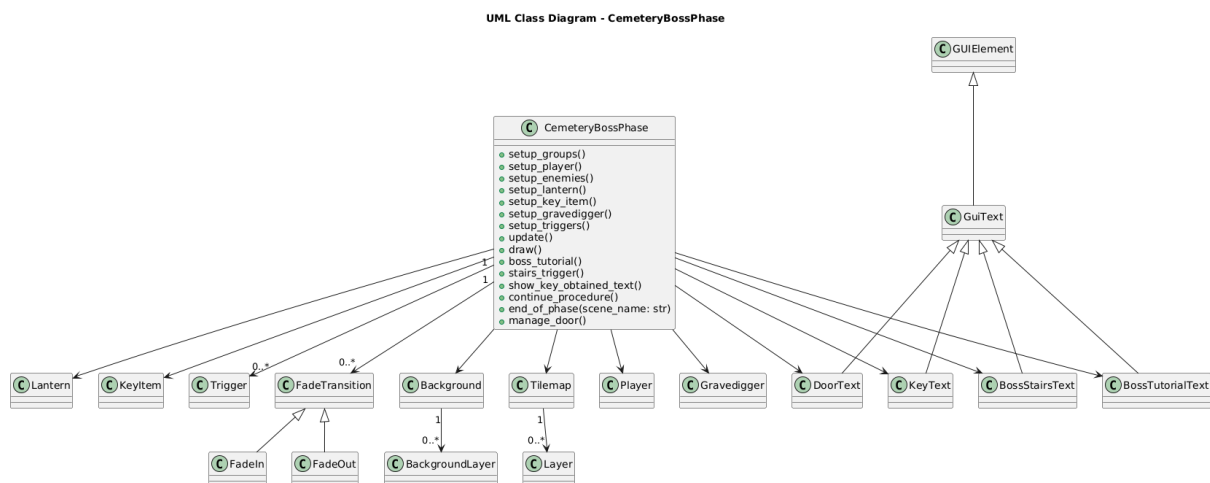 UML Class Diagram - CemeteryBossPhase
C GUIElement
C CemeteryBossPhase
setup_groups()
setup_player()
setup_enemies()
setup_lantern()
setup_key_item()
setup_gravedigger()
setup_triggers()
update()
draw()
boss_tutorial()
stairs_trigger()
show_key_obtained_text()
continue_procedure()
end_of_phase(scene_name: str)
manage_door()
C GuiText
1
1
0..*
0..*
C Lantern
C KeyItem
C Trigger
C FadeTransition
C Background
C Tilemap
C Player
C Gravedigger
C DoorText
C KeyText
C BossStairsText
C BossTutorialText
1
1
0..*
0..*
C FadeIn
C FadeOut
C BackgroundLayer
C Layer